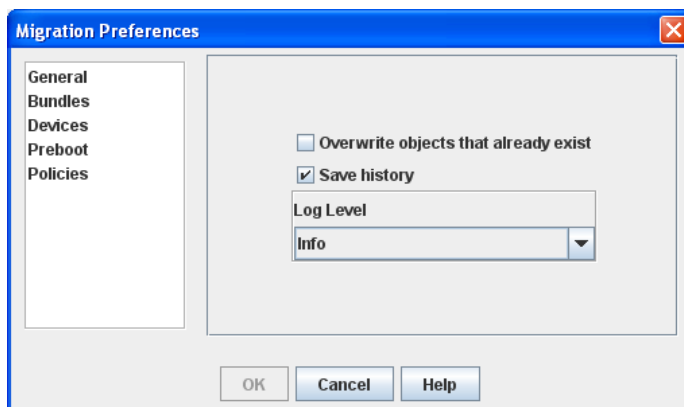 Migration Preferences
General
Bundles
Devices
Preboot
Policies
Overwrite objects that already exist
Save history
Log Level
Info
OK
Cancel
Help